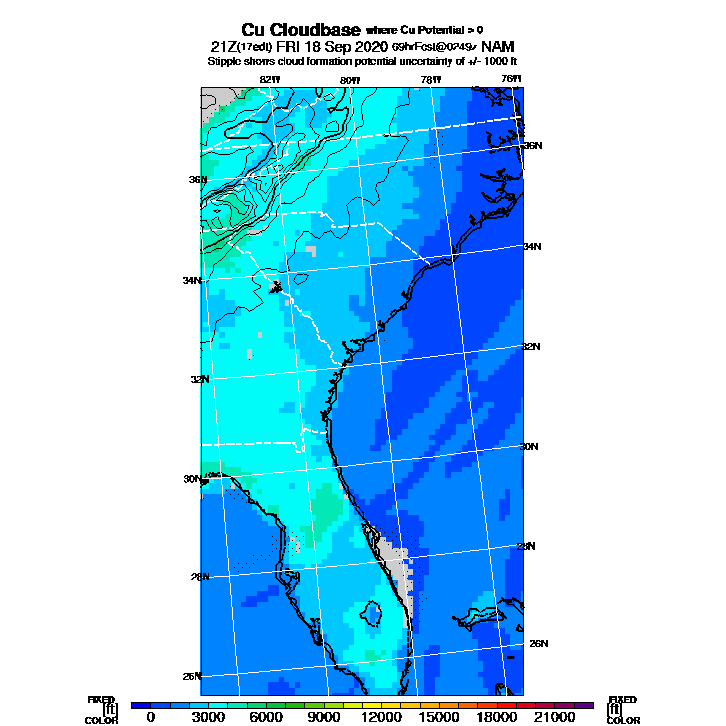 Cu Cloudbase where Cu Potential > 0
21Z(17edt) FRI 18 Sep 2020 69hrFcst@0249z NAM
Stipple shows cloud formation potential uncertainty of +/- 1000 ft
82W 80W 78W 76W
36N
36N
34N
34N
32N
32N
30N
30N
28N
28N
26N
26N
FIXED
[ft]
COLOR
0 3000 6000 9000 12000 15000 18000 21000
FIXED
[ft]
COLOR